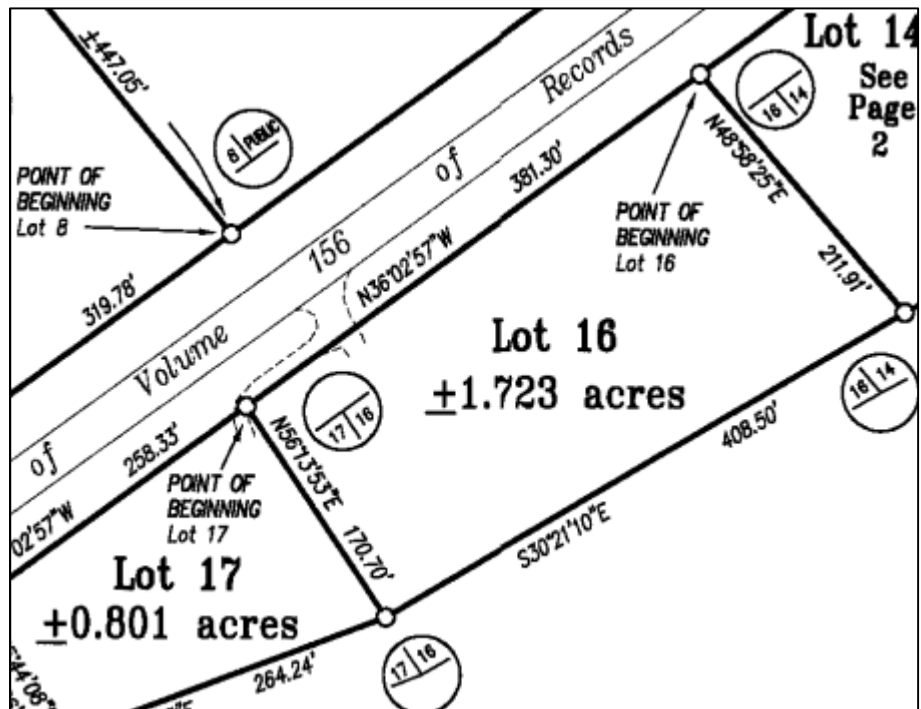 ±447.05'
8 PUBLIC
POINT OF
BEGINNING
Lot 8
319.78'
of Volume 156 of Records
Lot 14
See
Page
2
16 14
N48°58'25"E
211.91'
381.30'
N36°02'57"W
POINT OF
BEGINNING
Lot 16
Lot 16
±1.723 acres
16 14
408.50'
S30°21'10"E
17 16
N56°13'53"E
170.70'
258.33'
02'57"W
POINT OF
BEGINNING
Lot 17
Lot 17
±0.801 acres
17 16
264.24'
44'08"
"E